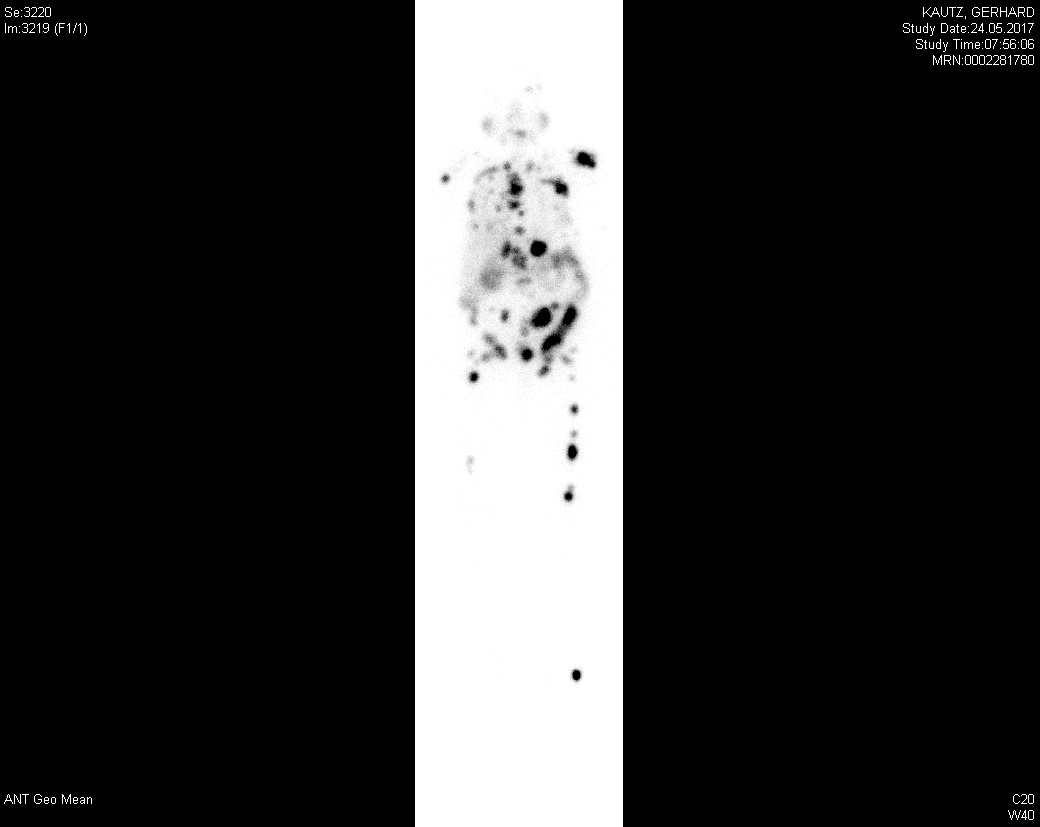 Se:3220
Im:3219 (F1/1)
KAUTZ, GERHARD
Study Date:24.05.2017
Study Time:07:56:06
MRN:0002281780
ANT Geo Mean
C20
W40